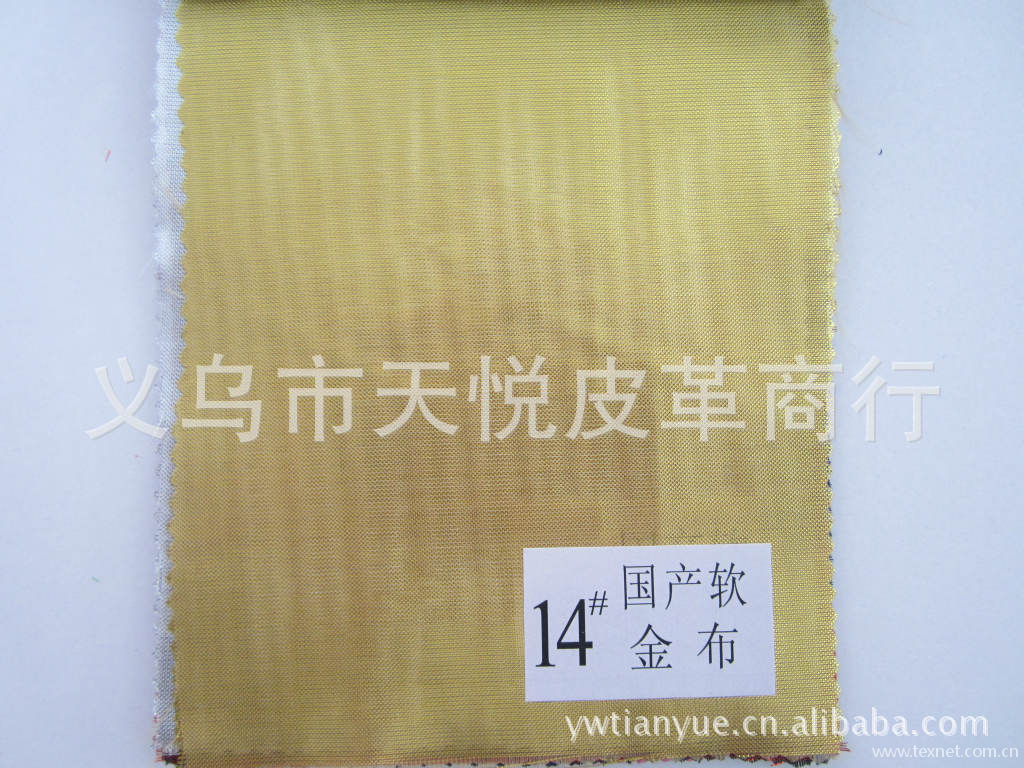 义乌市天悦皮革商行
14# 国产软
金布
ywtianyue.cn.alibaba.com
www.texnet.com.cn